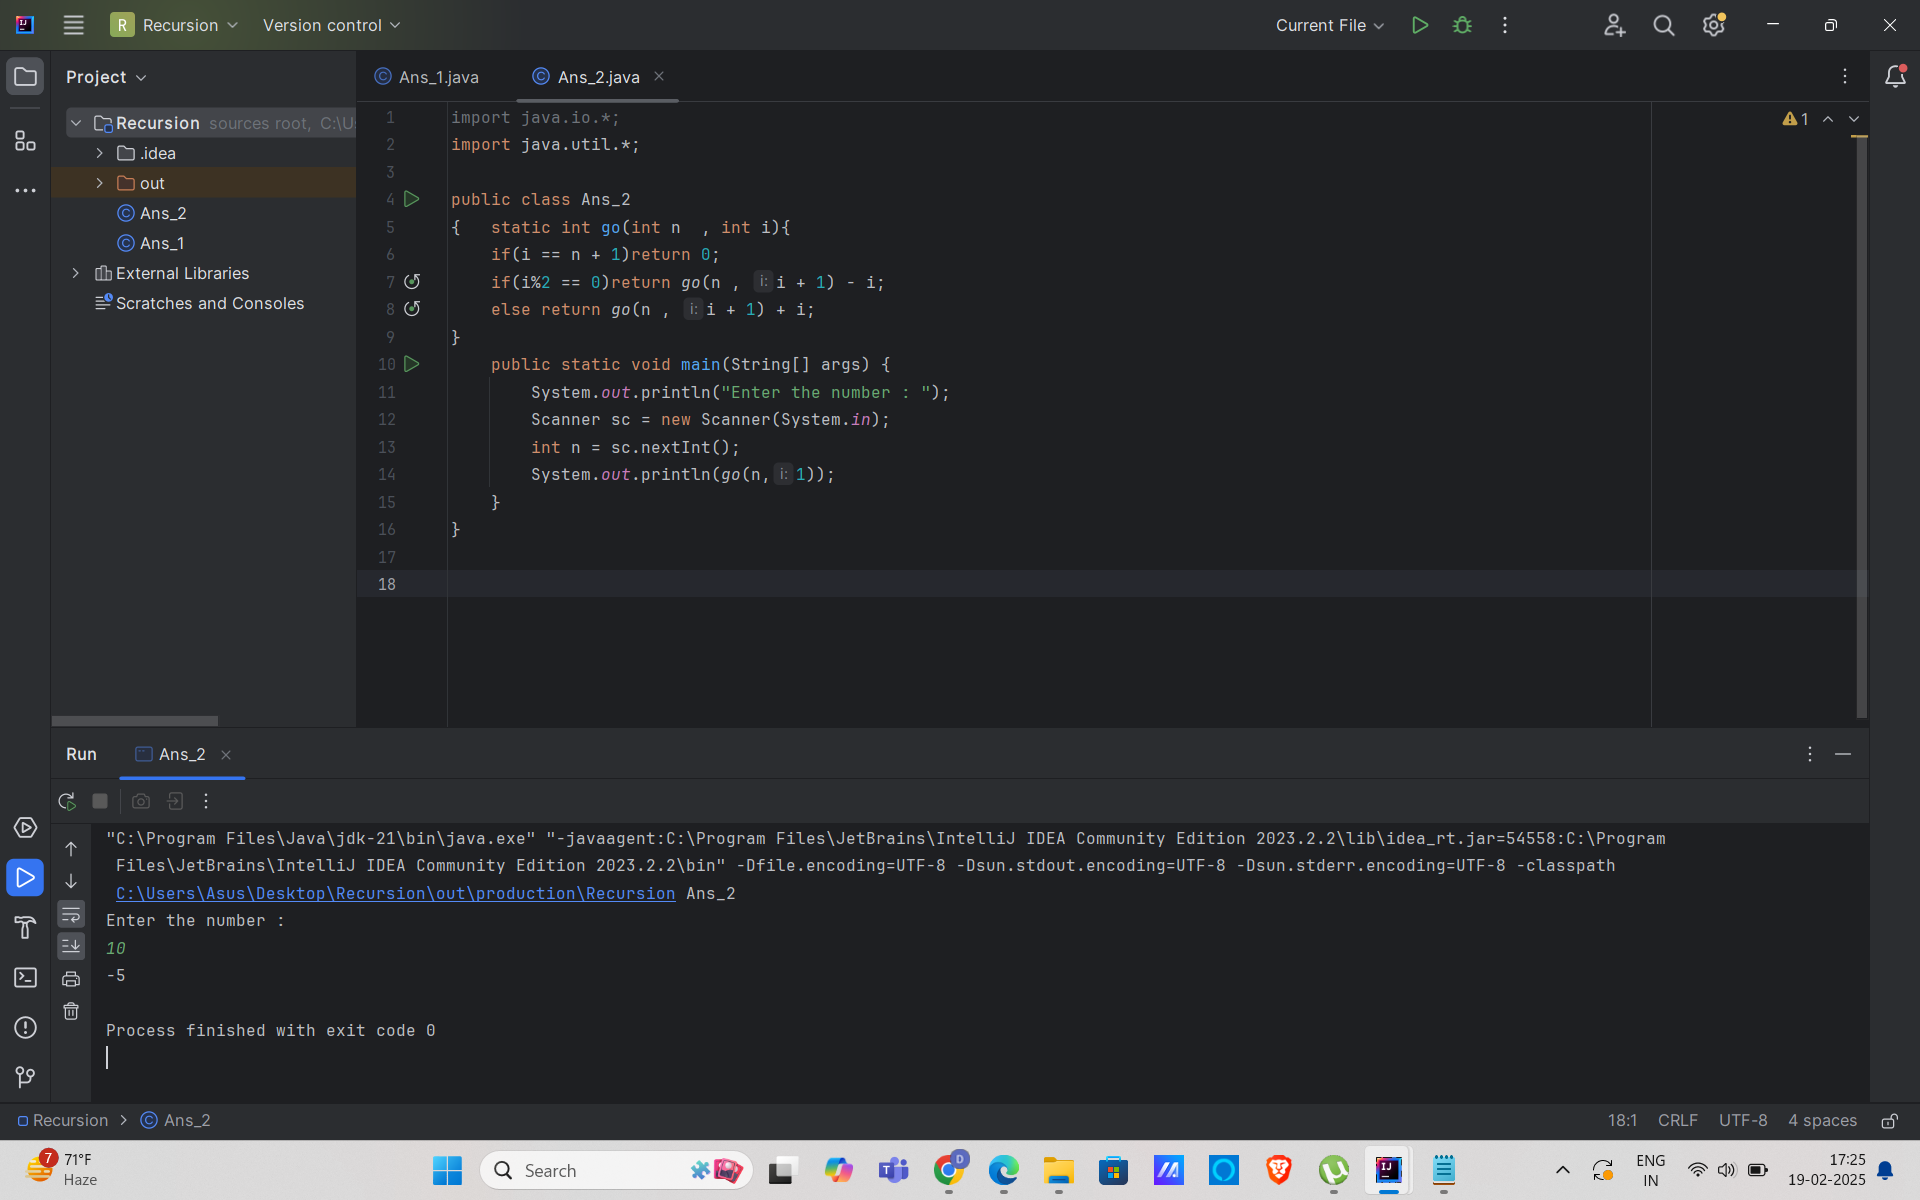 R Recursion Version control Current File
Project
Ans_1.java Ans_2.java
Recursion sources root, C:\U
.idea
out
Ans_2
Ans_1
External Libraries
Scratches and Consoles
1 import java.io.*;
2 import java.util.*;
3
4 public class Ans_2
5 { static int go(int n , int i){
6 if(i == n + 1)return 0;
7 if(i%2 == 0)return go(n , i: i + 1) - i;
8 else return go(n , i: i + 1) + i;
9 }
10 public static void main(String[] args) {
11 System.out.println("Enter the number : ");
12 Scanner sc = new Scanner(System.in);
13 int n = sc.nextInt();
14 System.out.println(go(n, i: 1));
15 }
16 }
17
18
1
Run Ans_2
"C:\Program Files\Java\jdk-21\bin\java.exe" "-javaagent:C:\Program Files\JetBrains\IntelliJ IDEA Community Edition 2023.2.2\lib\idea_rt.jar=54558:C:\Program
Files\JetBrains\IntelliJ IDEA Community Edition 2023.2.2\bin" -Dfile.encoding=UTF-8 -Dsun.stdout.encoding=UTF-8 -Dsun.stderr.encoding=UTF-8 -classpath
C:\Users\Asus\Desktop\Recursion\out\production\Recursion Ans_2
Enter the number :
10
-5
Process finished with exit code 0
Recursion > Ans_2 18:1 CRLF UTF-8 4 spaces
7 71°F
Haze
Search
D
ENG
IN
17:25
19-02-2025